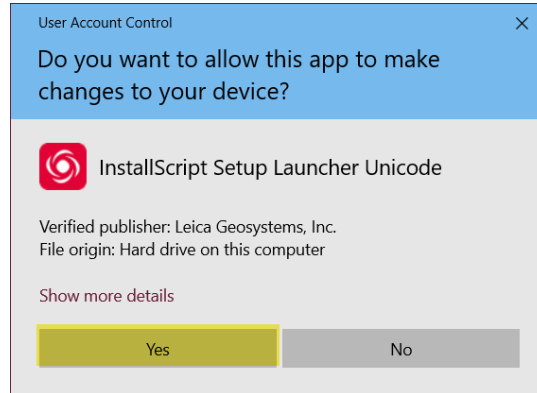 User Account Control
Do you want to allow this app to make
changes to your device?
InstallScript Setup Launcher Unicode
Verified publisher: Leica Geosystems, Inc.
File origin: Hard drive on this computer
Show more details
Yes
No